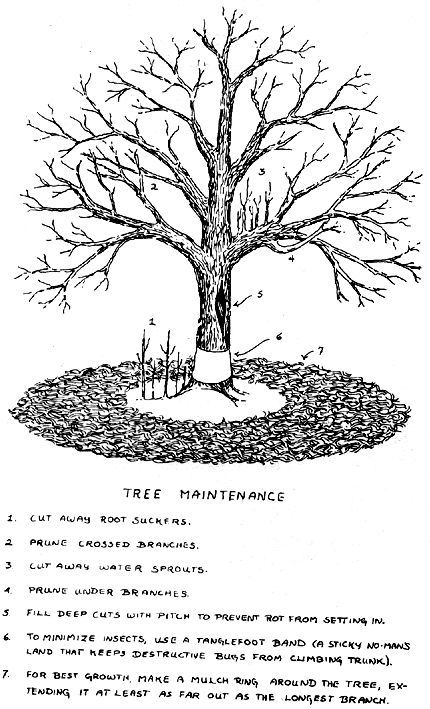 2
3
4
5
1
6
7
TREE MAINTENANCE
1. CUT AWAY ROOT SUCKERS.
2 PRUNE CROSSED BRANCHES.
3 CUT AWAY WATER SPROUTS.
4. PRUNE UNDER BRANCHES.
5 FILL DEEP CUTS WITH PITCH TO PREVENT ROT FROM SETTING IN.
6. TO MINIMIZE INSECTS, USE A TANGLEFOOT BAND (A STICKY NO-MAN'S
LAND THAT KEEPS DESTRUCTIVE BUGS FROM CLIMBING TRUNK).
7. FOR BEST GROWTH, MAKE A MULCH RING AROUND THE TREE, EX-
TENDING IT AT LEAST AS FAR OUT AS THE LONGEST BRANCH.